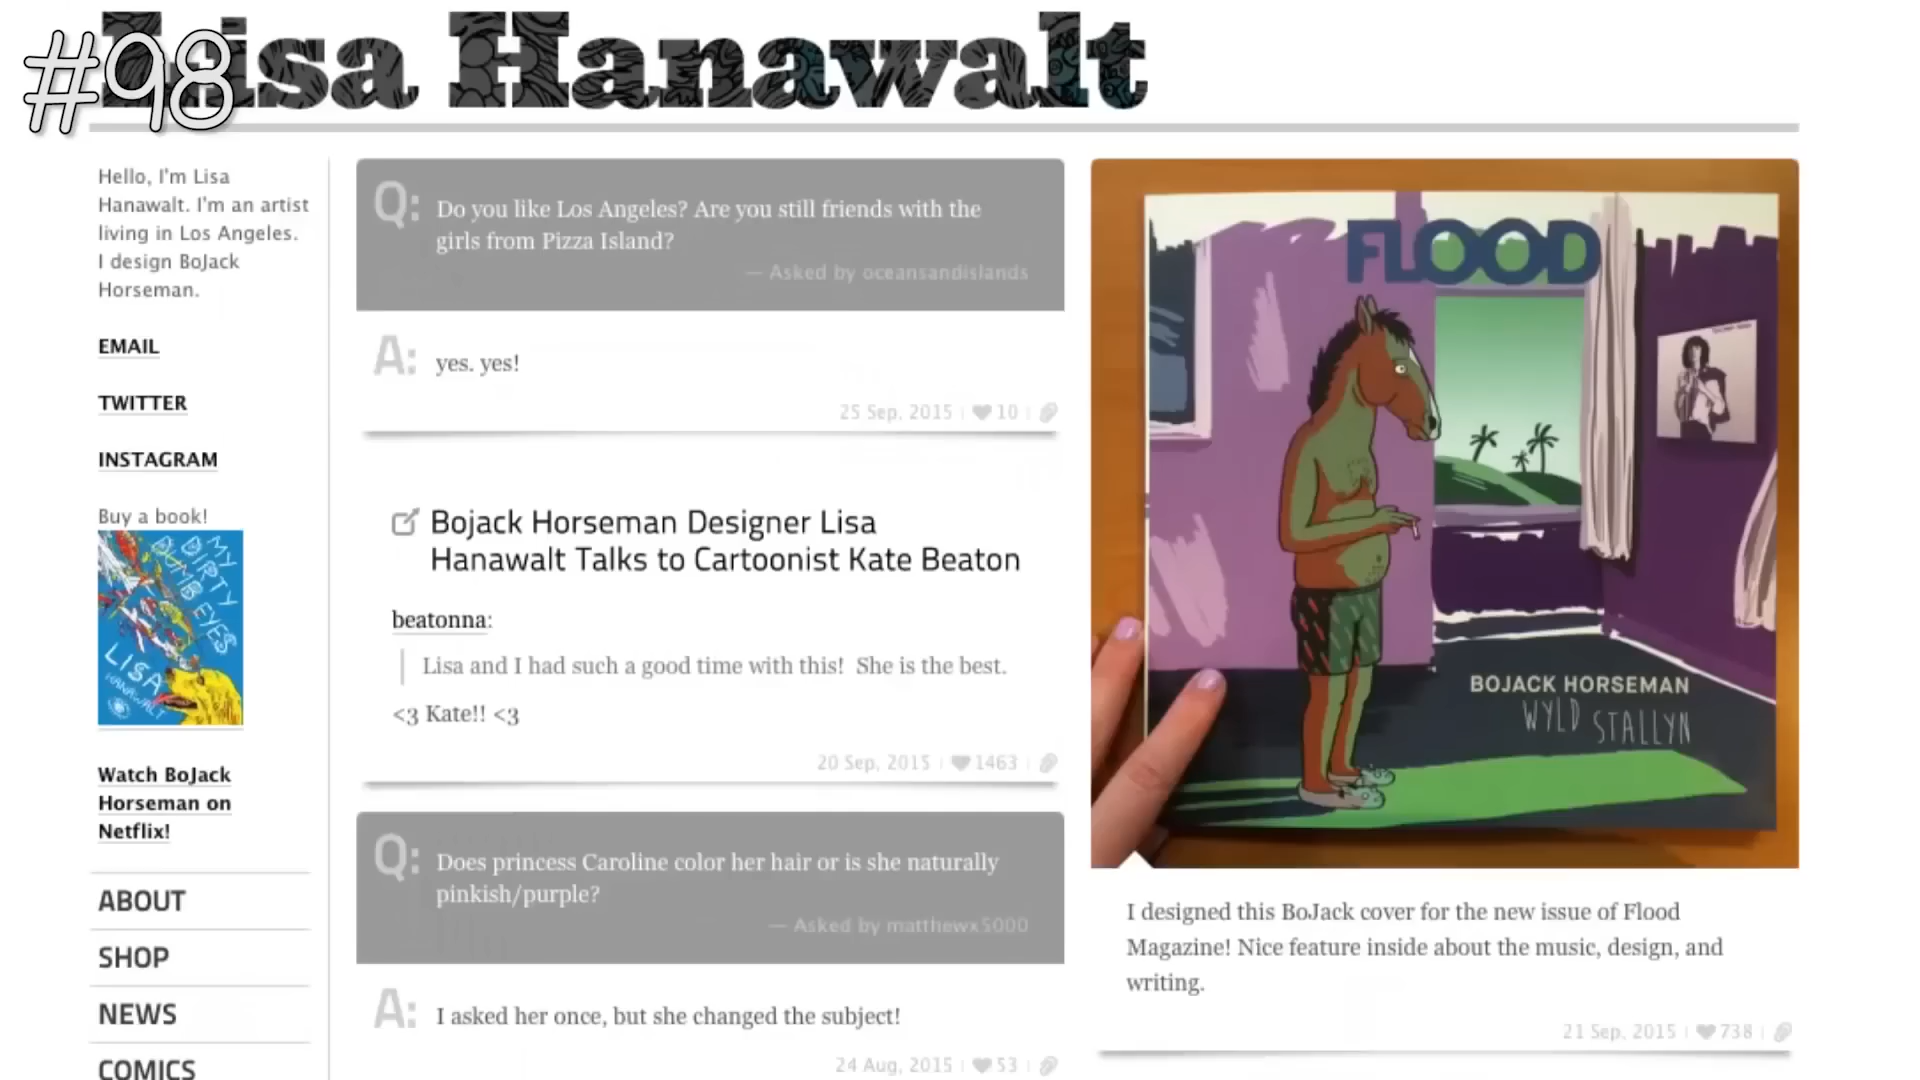 #98
Lisa Hanawalt
Hello, I'm Lisa
Hanawalt. I'm an artist
living in Los Angeles.
I design BoJack
Horseman.
EMAIL
TWITTER
INSTAGRAM
Buy a book!
MY
DIRTY
DUMB EYES
LISA
HANAWALT
Watch BoJack
Horseman on
Netflix!
ABOUT
SHOP
NEWS
COMICS
Q: Do you like Los Angeles? Are you still friends with the
girls from Pizza Island?
— Asked by oceansandislands
A: yes. yes!
25 Sep, 2015 | 10 |
Bojack Horseman Designer Lisa
Hanawalt Talks to Cartoonist Kate Beaton
beatonna:
Lisa and I had such a good time with this! She is the best.
<3 Kate!! <3
20 Sep, 2015 | 1463 |
Q: Does princess Caroline color her hair or is she naturally
pinkish/purple?
— Asked by matthewx5000
A: I asked her once, but she changed the subject!
24 Aug, 2015 | 53 |
FLOOD
BOJACK HORSEMAN
WYLD STALLYN
I designed this BoJack cover for the new issue of Flood
Magazine! Nice feature inside about the music, design, and
writing.
21 Sep, 2015 | 738 |